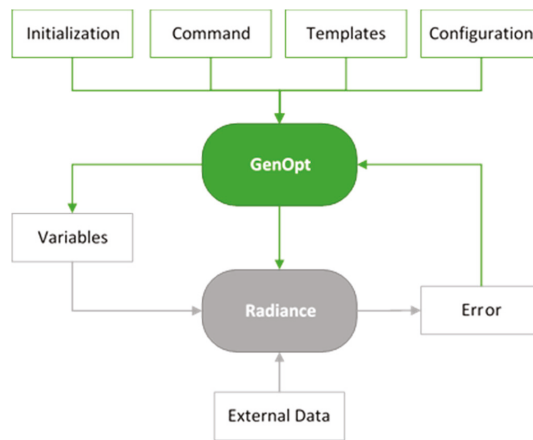 Initialization
Command
Templates
Configuration
GenOpt
Variables
Radiance
Error
External Data